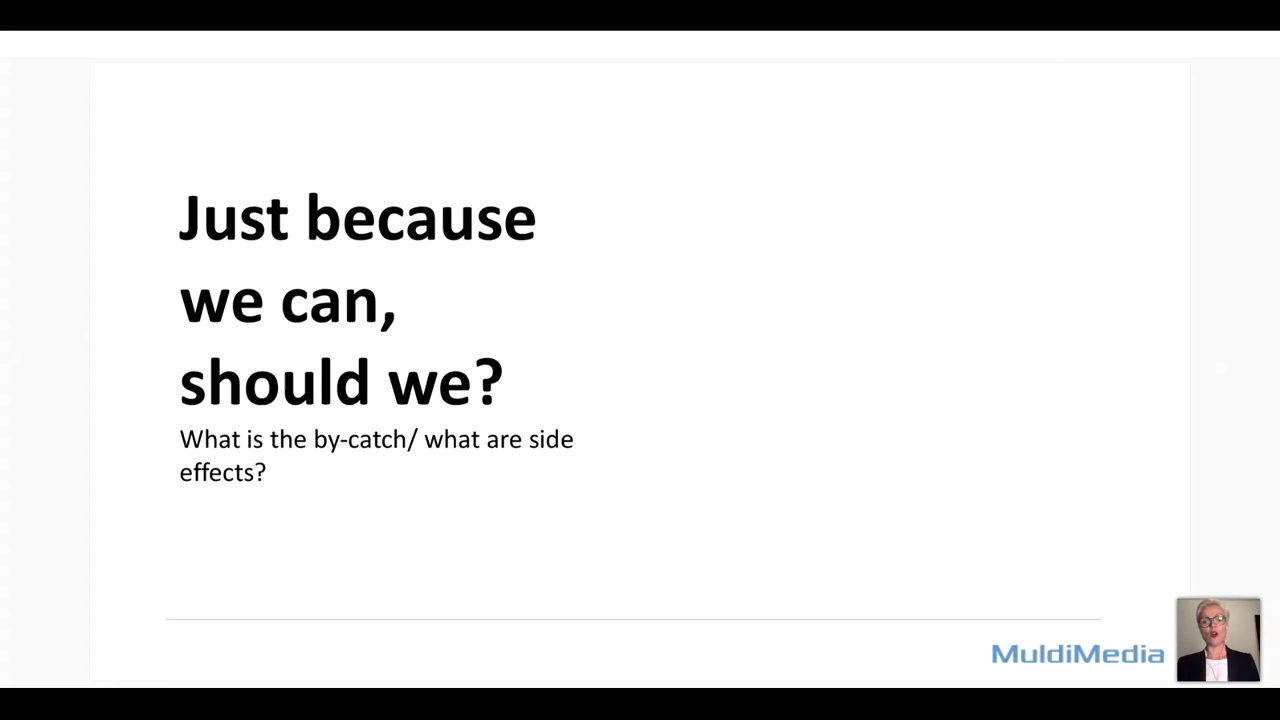 Just because
we can,
should we?
What is the by-catch/ what are side
effects?
MuldiMedia